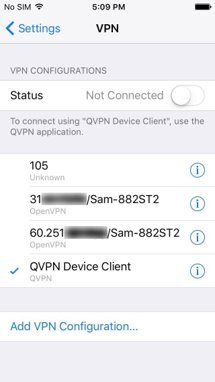 No SIM 5:09 PM
Settings VPN
VPN CONFIGURATIONS
Status Not Connected
To connect using "QVPN Device Client", use the
QVPN application.
105
Unknown
31 /Sam-882ST2
OpenVPN
60.251 /Sam-882ST2
OpenVPN
QVPN Device Client
QVPN
Add VPN Configuration...